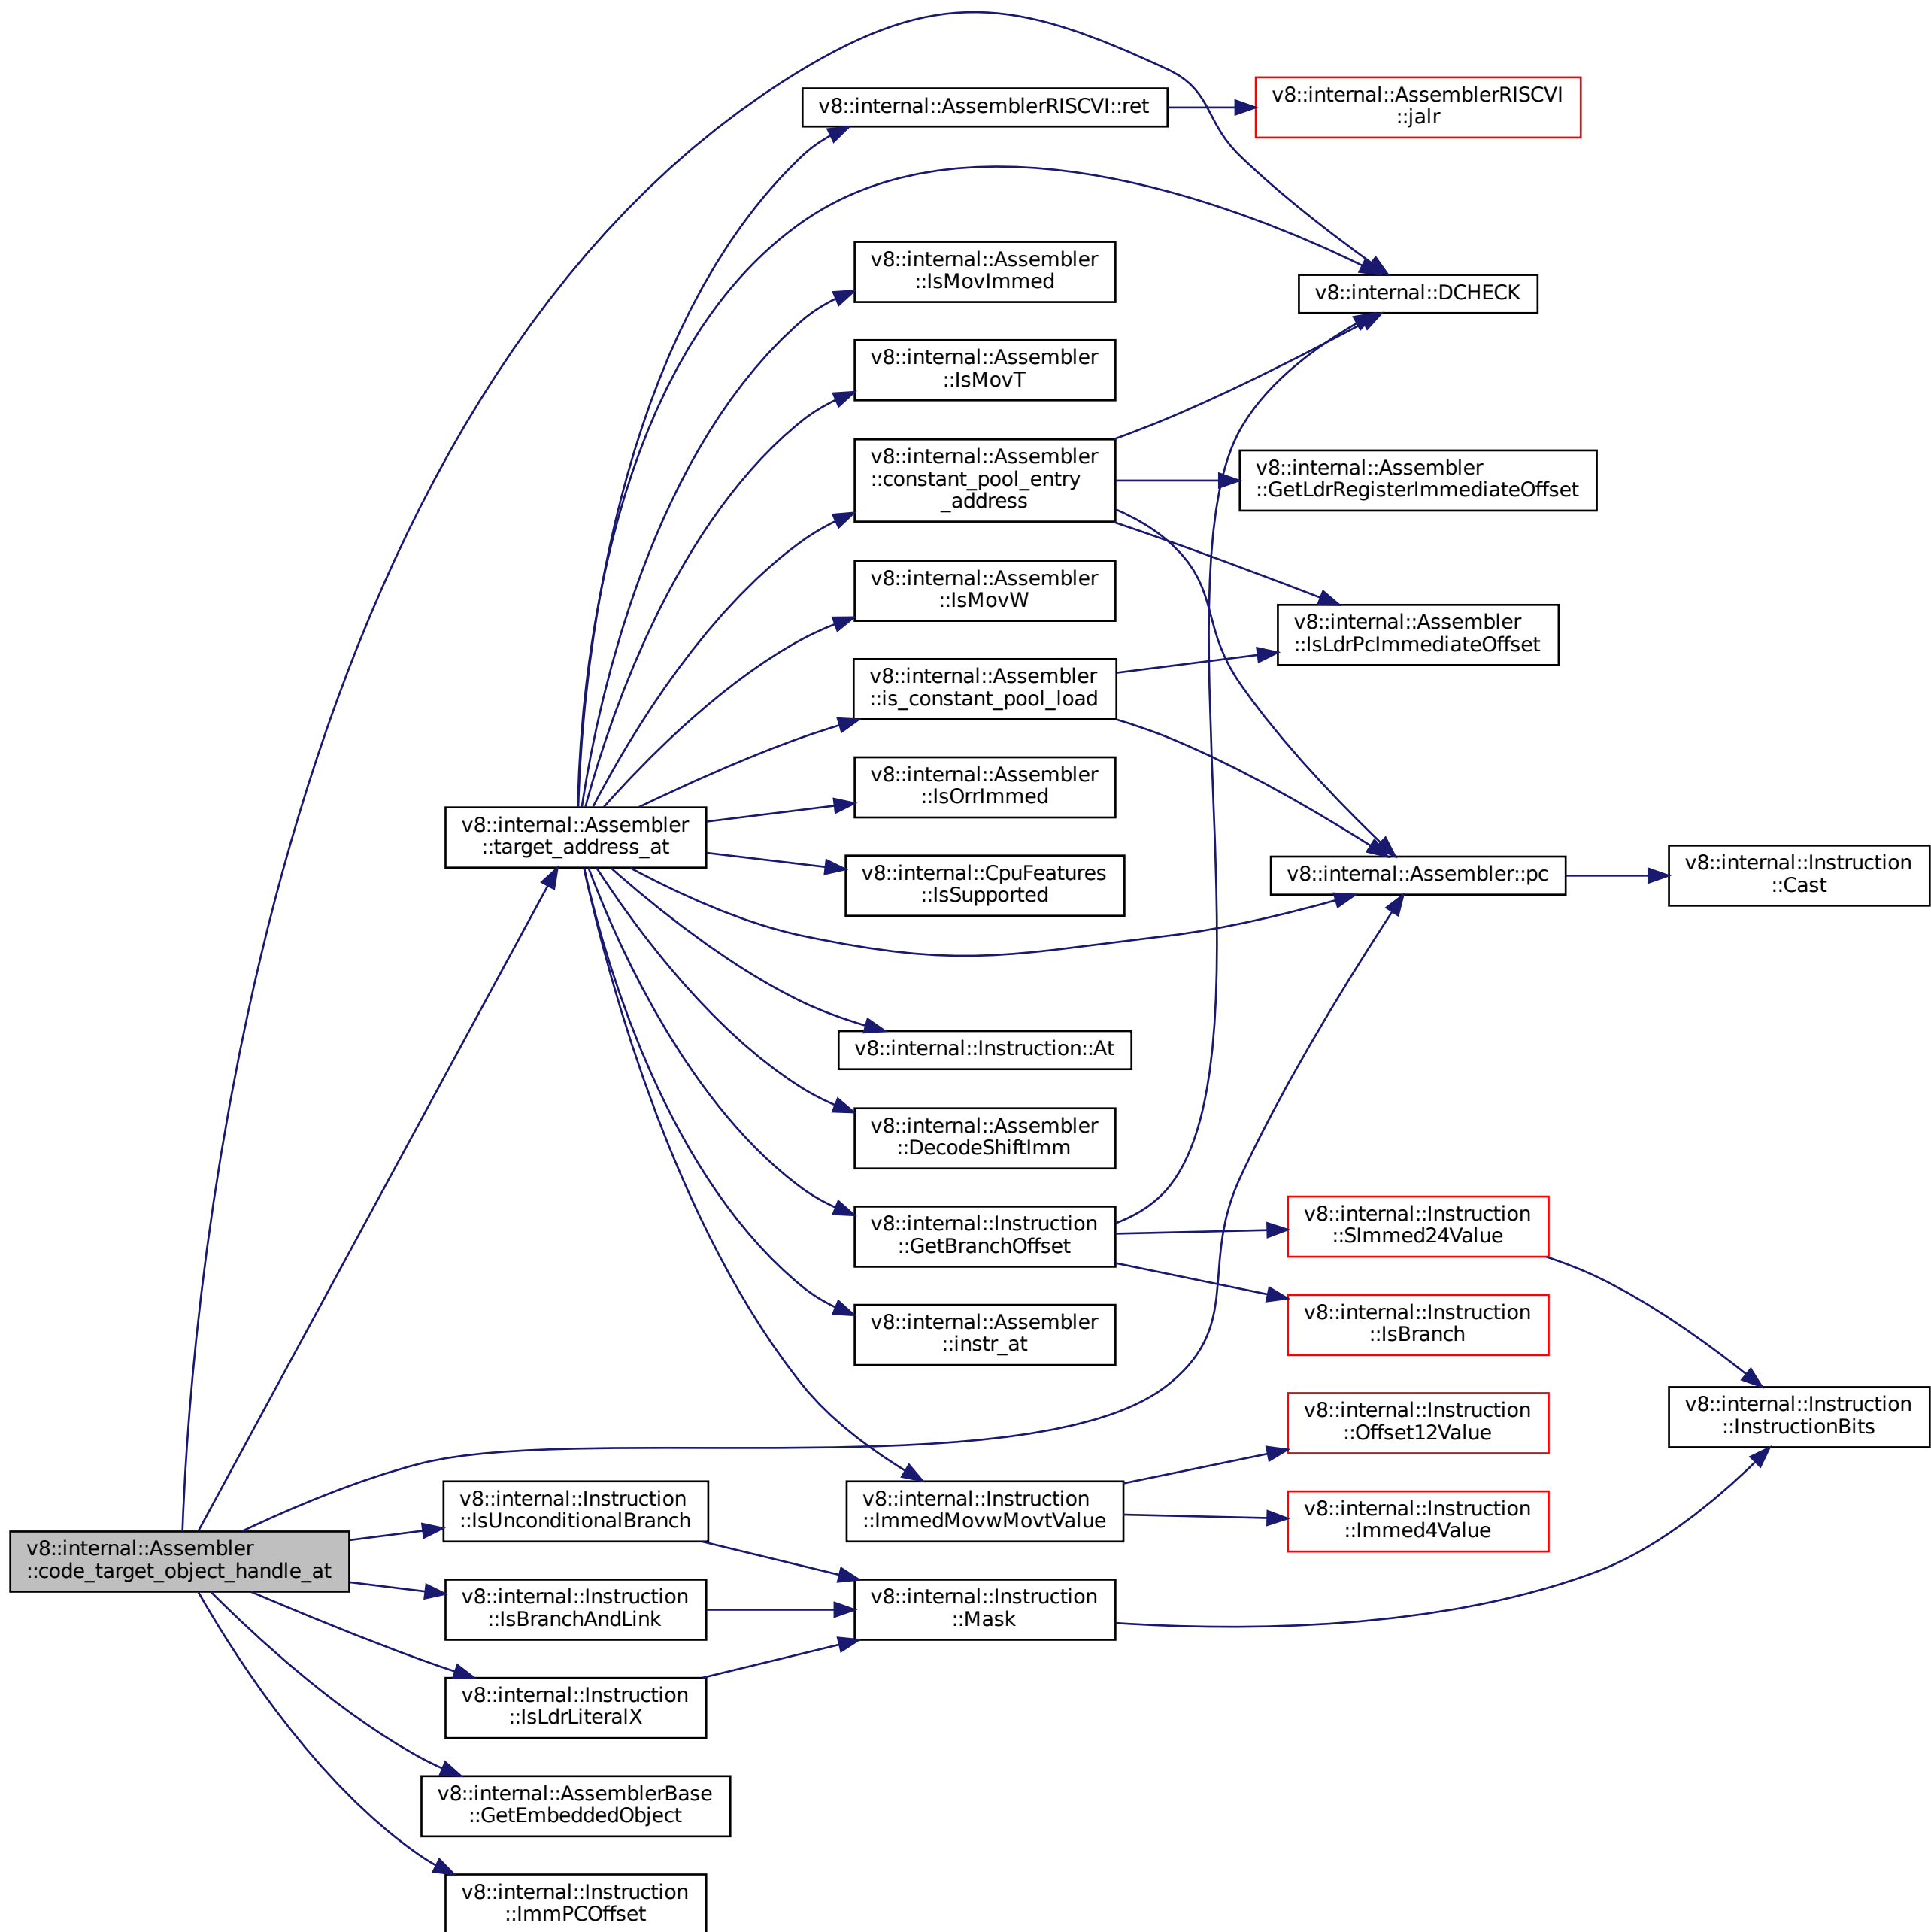 v8::internal::AssemblerRISCVI::ret
v8::internal::AssemblerRISCVI
::jalr
v8::internal::Assembler
::IsMovImmed
v8::internal::DCHECK
v8::internal::Assembler
::IsMovT
v8::internal::Assembler
::constant_pool_entry
_address
v8::internal::Assembler
::GetLdrRegisterImmediateOffset
v8::internal::Assembler
::IsMovW
v8::internal::Assembler
::IsLdrPcImmediateOffset
v8::internal::Assembler
::is_constant_pool_load
v8::internal::Assembler
::IsOrrImmed
v8::internal::Assembler
::target_address_at
v8::internal::CpuFeatures
::IsSupported
v8::internal::Assembler::pc
v8::internal::Instruction
::Cast
v8::internal::Instruction::At
v8::internal::Assembler
::DecodeShiftImm
v8::internal::Instruction
::GetBranchOffset
v8::internal::Instruction
::SImmed24Value
v8::internal::Assembler
::instr_at
v8::internal::Instruction
::IsBranch
v8::internal::Instruction
::Offset12Value
v8::internal::Instruction
::InstructionBits
v8::internal::Instruction
::IsUnconditionalBranch
v8::internal::Instruction
::ImmedMovwMovtValue
v8::internal::Instruction
::Immed4Value
v8::internal::Assembler
::code_target_object_handle_at
v8::internal::Instruction
::IsBranchAndLink
v8::internal::Instruction
::Mask
v8::internal::Instruction
::IsLdrLiteralX
v8::internal::AssemblerBase
::GetEmbeddedObject
v8::internal::Instruction
::ImmPCOffset